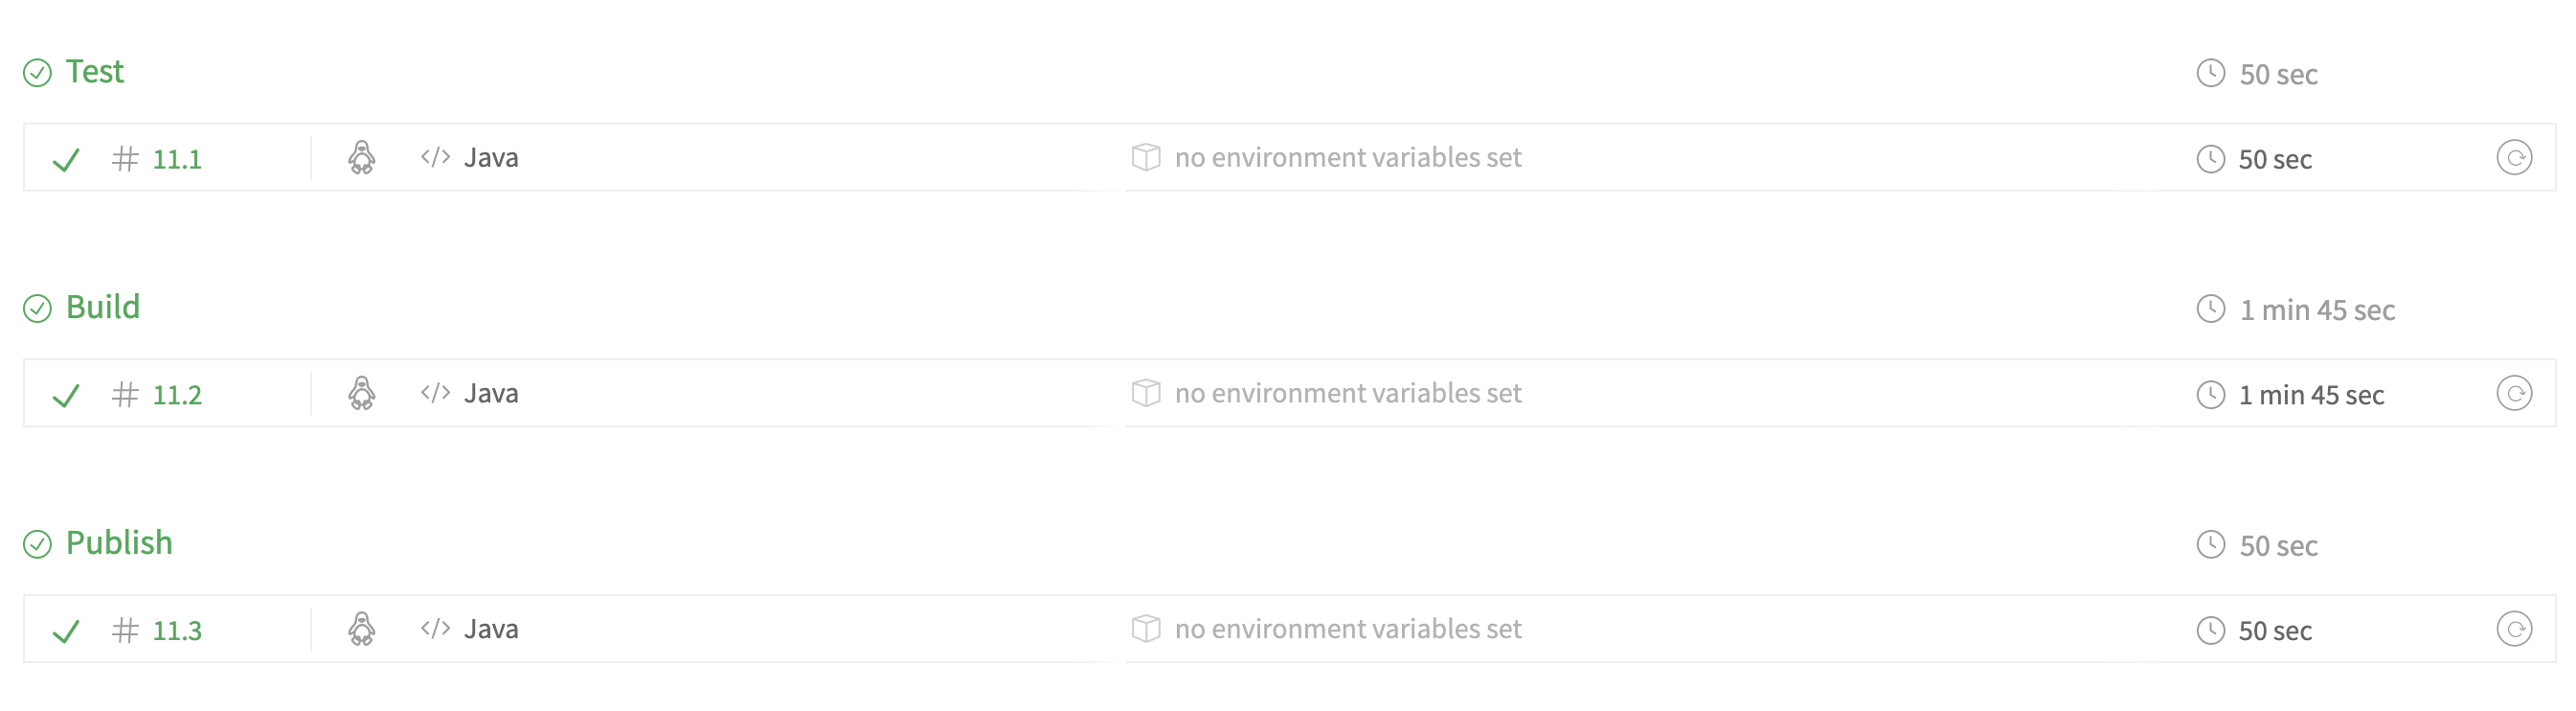 Test 50 sec
# 11.1 </> Java no environment variables set 50 sec
Build 1 min 45 sec
# 11.2 </> Java no environment variables set 1 min 45 sec
Publish 50 sec
# 11.3 </> Java no environment variables set 50 sec